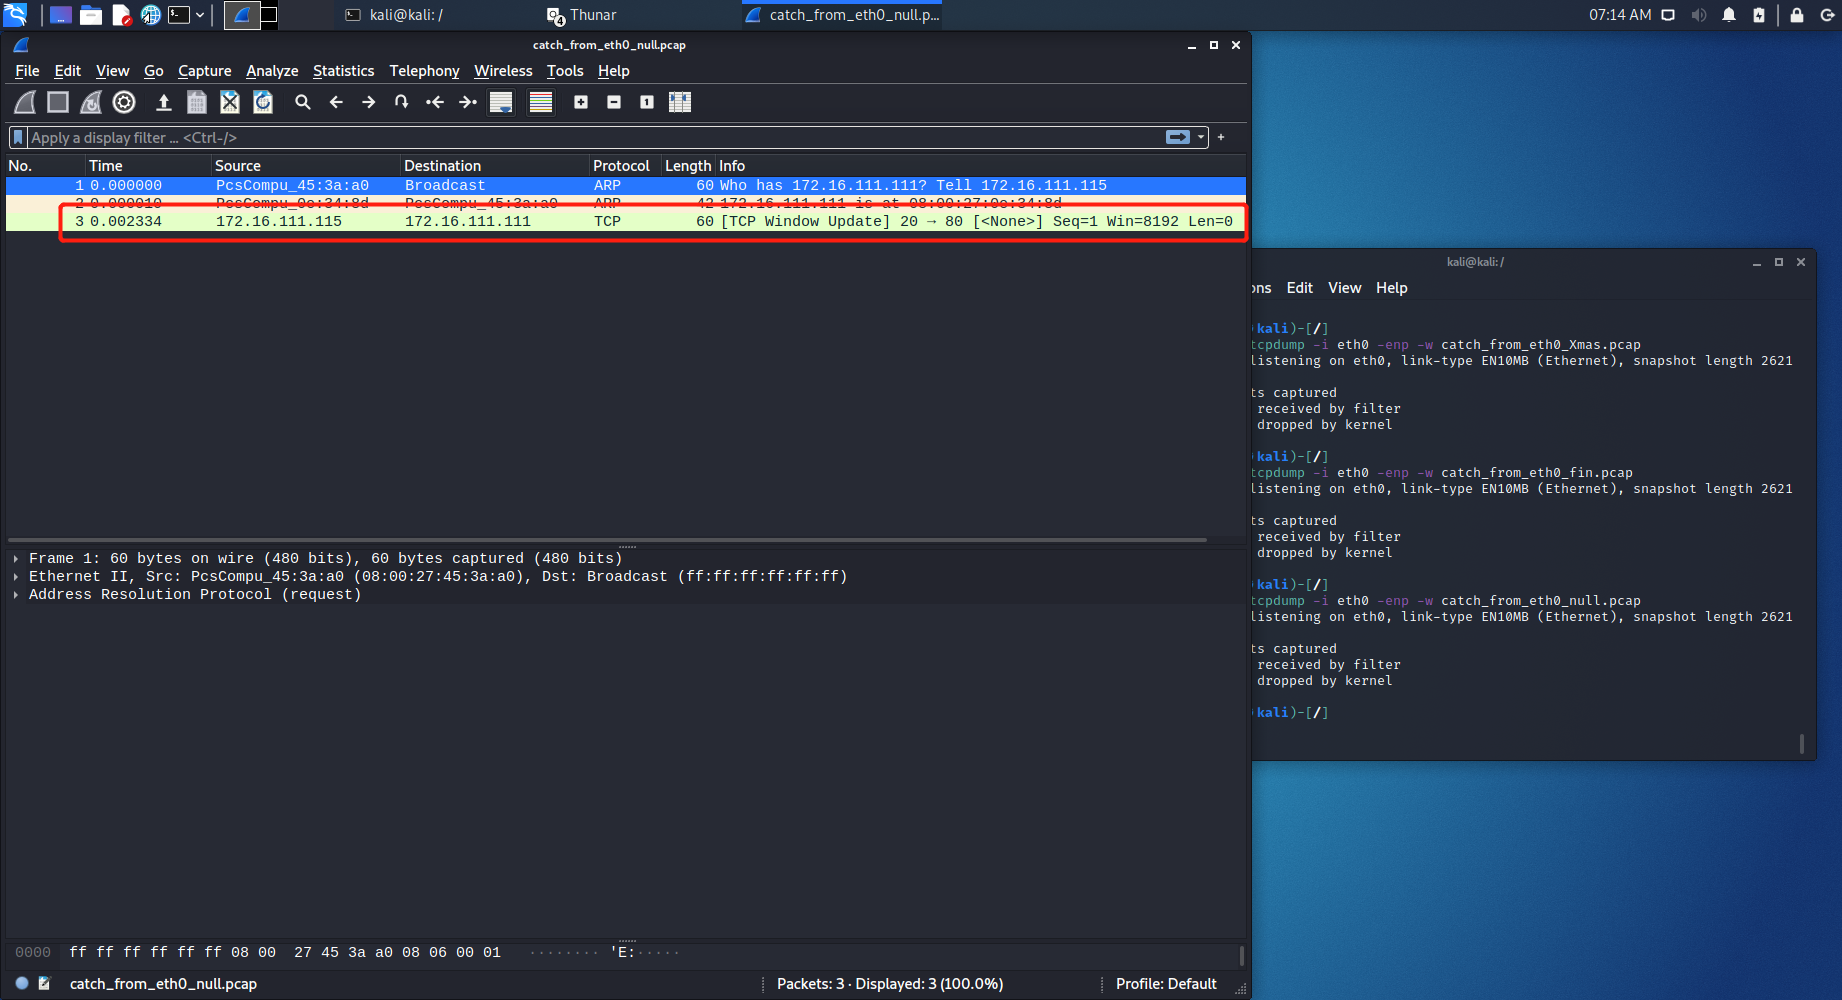 kali@kali: /
4 Thunar
catch_from_eth0_null.p...
07:14 AM
catch_from_eth0_null.pcap
File Edit View Go Capture Analyze Statistics Telephony Wireless Tools Help
Apply a display filter ... <Ctrl-/>
No. Time Source Destination Protocol Length Info
1 0.000000 PcsCompu_45:3a:a0 Broadcast ARP 60 Who has 172.16.111.111? Tell 172.16.111.115
2 0.000010 PcsCompu_0e:34:8d PcsCompu_45:3a:a0 ARP 42 172.16.111.111 is at 08:00:27:0e:34:8d
3 0.002334 172.16.111.115 172.16.111.111 TCP 60 [TCP Window Update] 20 → 80 [<None>] Seq=1 Win=8192 Len=0
Frame 1: 60 bytes on wire (480 bits), 60 bytes captured (480 bits)
Ethernet II, Src: PcsCompu_45:3a:a0 (08:00:27:45:3a:a0), Dst: Broadcast (ff:ff:ff:ff:ff:ff)
Address Resolution Protocol (request)
0000 ff ff ff ff ff ff 08 00 27 45 3a a0 08 06 00 01 ········ 'E:·····
catch_from_eth0_null.pcap
Packets: 3 · Displayed: 3 (100.0%)
Profile: Default
kali@kali: /
ons Edit View Help
kali)-[/]
tcpdump -i eth0 -enp -w catch_from_eth0_Xmas.pcap
listening on eth0, link-type EN10MB (Ethernet), snapshot length 2621
ts captured
received by filter
dropped by kernel
kali)-[/]
tcpdump -i eth0 -enp -w catch_from_eth0_fin.pcap
listening on eth0, link-type EN10MB (Ethernet), snapshot length 2621
ts captured
received by filter
dropped by kernel
kali)-[/]
tcpdump -i eth0 -enp -w catch_from_eth0_null.pcap
listening on eth0, link-type EN10MB (Ethernet), snapshot length 2621
ts captured
received by filter
dropped by kernel
kali)-[/]